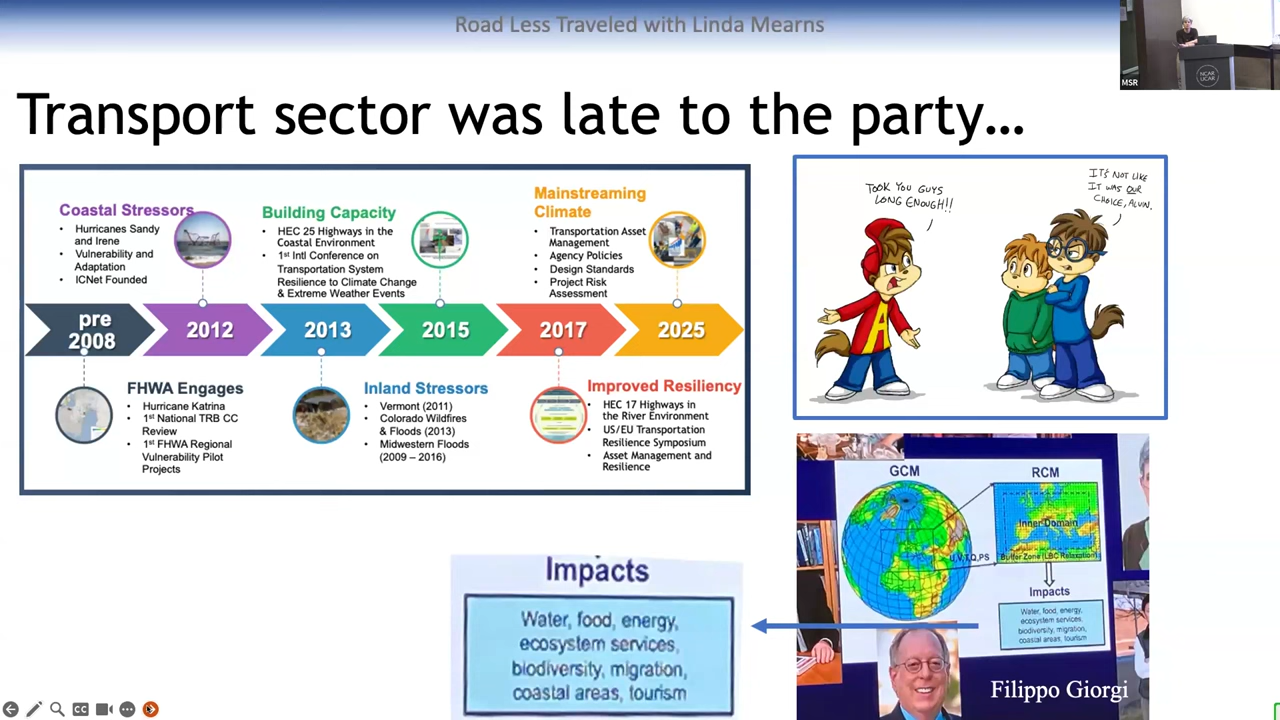 Road Less Traveled with Linda Mearns
MSR
NCAR
UCAR
Transport sector was late to the party...
Coastal Stressors
• Hurricanes Sandy
and Irene
• Vulnerability and
Adaptation
• ICNet Founded
Building Capacity
• HEC 25 Highways in the
Coastal Environment
• 1st Intl Conference on
Transportation System
Resilience to Climate Change
& Extreme Weather Events
Mainstreaming
Climate
• Transportation Asset
Management
• Agency Policies
• Design Standards
• Project Risk
Assessment
pre
2008
2012
2013
2015
2017
2025
FHWA Engages
• Hurricane Katrina
• 1st National TRB CC
Review
• 1st FHWA Regional
Vulnerability Pilot
Projects
Inland Stressors
• Vermont (2011)
• Colorado Wildfires
& Floods (2013)
• Midwestern Floods
(2009 – 2016)
Improved Resiliency
• HEC 17 Highways in
the River Environment
• US/EU Transportation
Resilience Symposium
• Asset Management and
Resilience
TOOK YOU GUYS
LONG ENOUGH!!
IT'S NOT LIKE
IT WAS OUR
CHOICE, ALVIN.
A
GCM
RCM
Inner Domain
U,V,T,Q,PS
Buffer Zone (LBC Relaxation)
Impacts
Water, food, energy,
ecosystem services,
biodiversity, migration,
coastal areas, tourism
Filippo Giorgi
Impacts
Water, food, energy,
ecosystem services,
biodiversity, migration,
coastal areas, tourism
CC